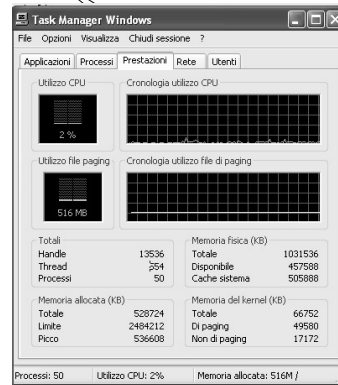 Task Manager Windows
File Opzioni Visualizza Chiudi sessione ?
Applicazioni Processi Prestazioni Rete Utenti
Utilizzo CPU Cronologia utilizzo CPU
2 %
Utilizzo file paging Cronologia utilizzo file di paging
516 MB
Totali Memoria fisica (KB)
Handle 13536 Totale 1031536
Thread 554 Disponibile 457588
Processi 50 Cache sistema 505888
Memoria allocata (KB) Memoria del kernel (KB)
Totale 528724 Totale 66752
Limite 2484212 Di paging 49580
Picco 536608 Non di paging 17172
Processi: 50 Utilizzo CPU: 2% Memoria allocata: 516M /